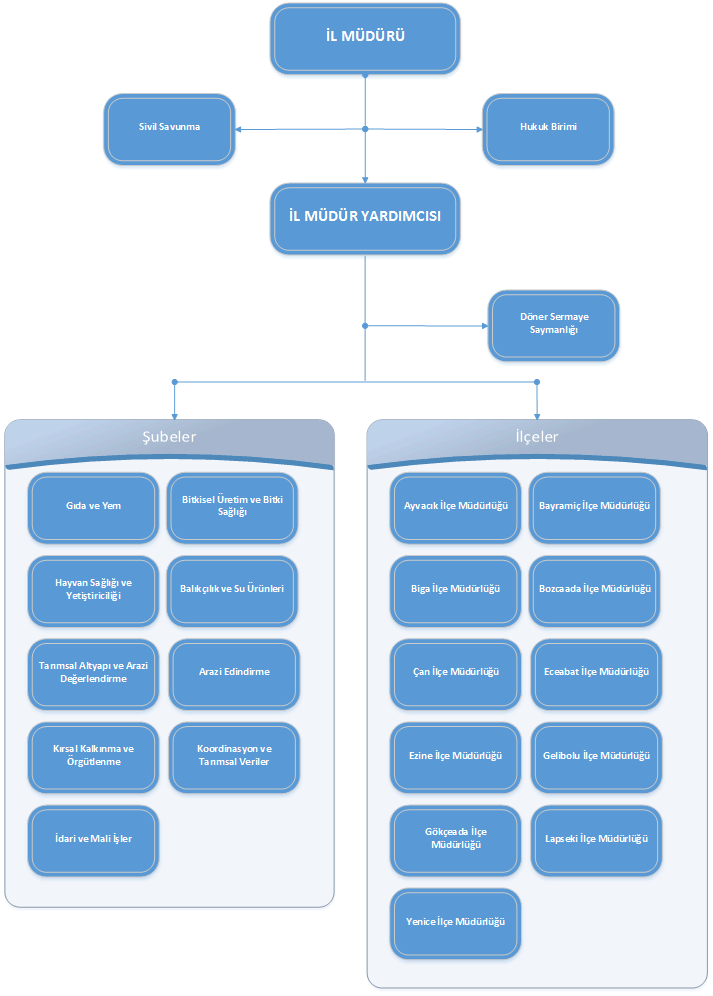 İL MÜDÜRÜ
Sivil Savunma
Hukuk Birimi
İL MÜDÜR YARDIMCISI
Döner Sermaye
Saymanlığı
Şubeler
Gıda ve Yem
Bitkisel Üretim ve Bitki
Sağlığı
Hayvan Sağlığı ve
Yetiştiriciliği
Balıkçılık ve Su Ürünleri
Tarımsal Altyapı ve Arazi
Değerlendirme
Arazi Edindirme
Kırsal Kalkınma ve
Örgütlenme
Koordinasyon ve
Tarımsal Veriler
İdari ve Mali İşler
İlçeler
Ayvacık İlçe Müdürlüğü
Bayramiç İlçe Müdürlüğü
Biga İlçe Müdürlüğü
Bozcaada İlçe Müdürlüğü
Çan İlçe Müdürlüğü
Eceabat İlçe Müdürlüğü
Ezine İlçe Müdürlüğü
Gelibolu İlçe Müdürlüğü
Gökçeada İlçe
Müdürlüğü
Lapseki İlçe Müdürlüğü
Yenice İlçe Müdürlüğü